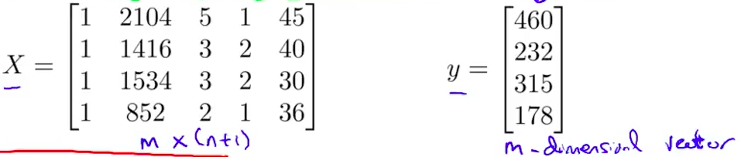 X = [1 2104 5 1 45
1 1416 3 2 40
1 1534 3 2 30
1 852 2 1 36]
m x (n+1)
y = [460
232
315
178]
m-dimensional vector